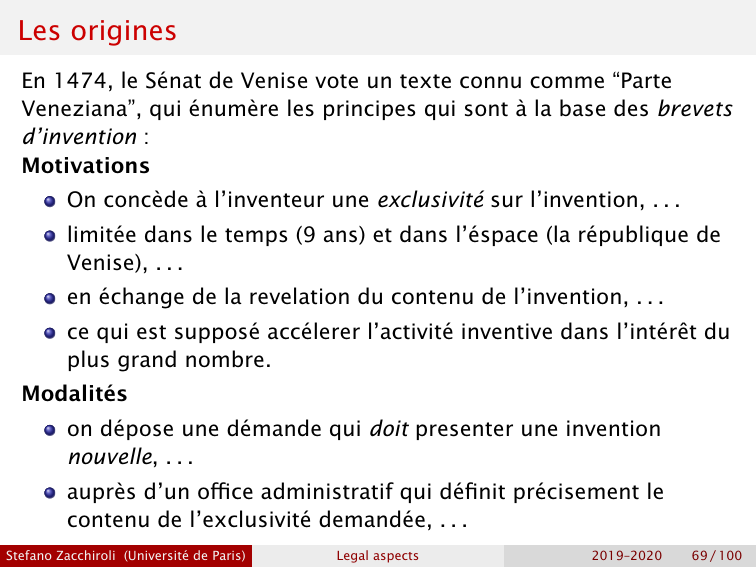 Les origines
En 1474, le Sénat de Venise vote un texte connu comme “Parte
Veneziana”, qui énumère les principes qui sont à la base des brevets
d’invention :
Motivations
On concède à l’inventeur une exclusivité sur l’invention, . . .
limitée dans le temps (9 ans) et dans l’éspace (la république de
Venise), . . .
en échange de la revelation du contenu de l’invention, . . .
ce qui est supposé accélerer l’activité inventive dans l’intérêt du
plus grand nombre.
Modalités
on dépose une démande qui doit presenter une invention
nouvelle, . . .
auprès d’un office administratif qui définit précisement le
contenu de l’exclusivité demandée, . . .
Stefano Zacchiroli (Université de Paris) Legal aspects 2019–2020 69 / 100